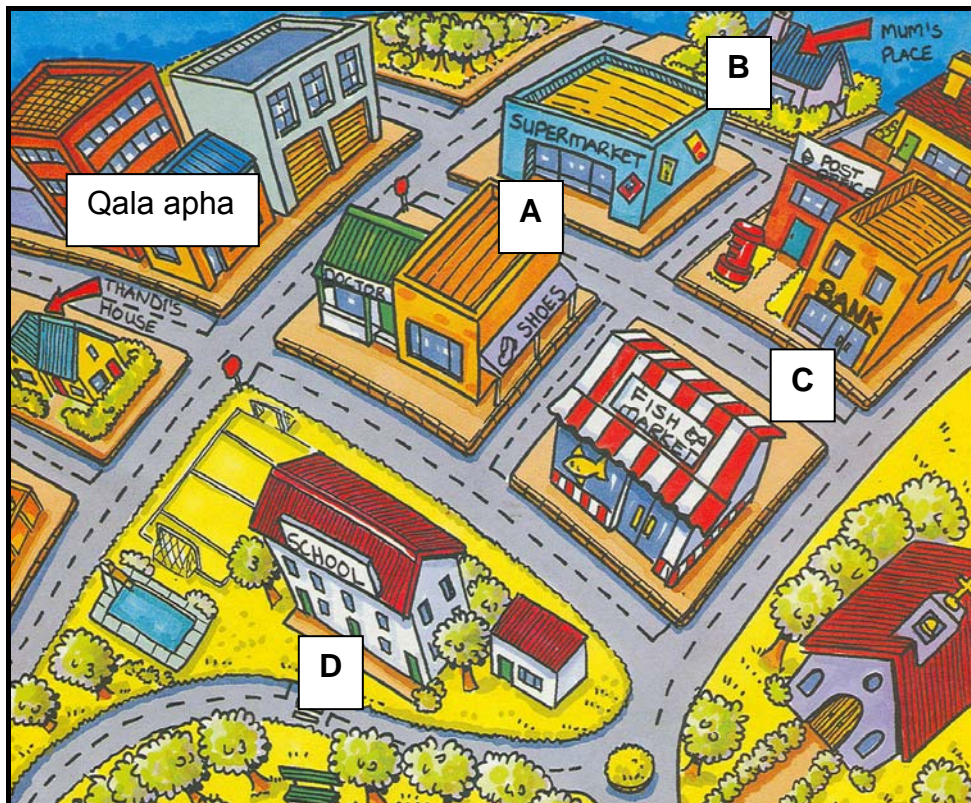 MUM'S
PLACE
B
SUPERMARKET
POST
OFFICE
Qala apha
A
THANDI'S
HOUSE
DOCTOR
SHOES
BANK
C
FISH &
MARKET
SCHOOL
D